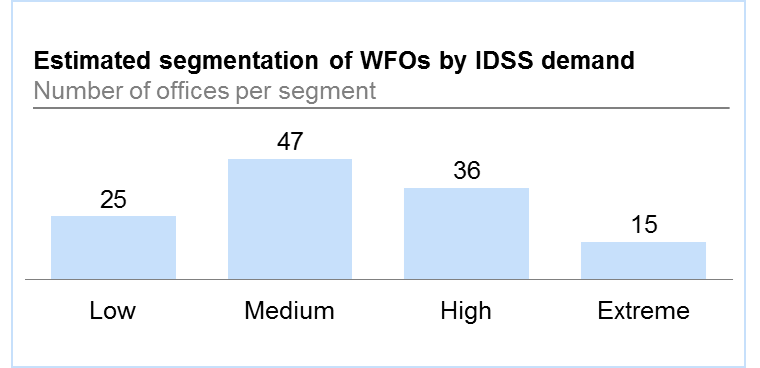 Estimated segmentation of WFOs by IDSS demand
Number of offices per segment
25
47
36
15
Low
Medium
High
Extreme